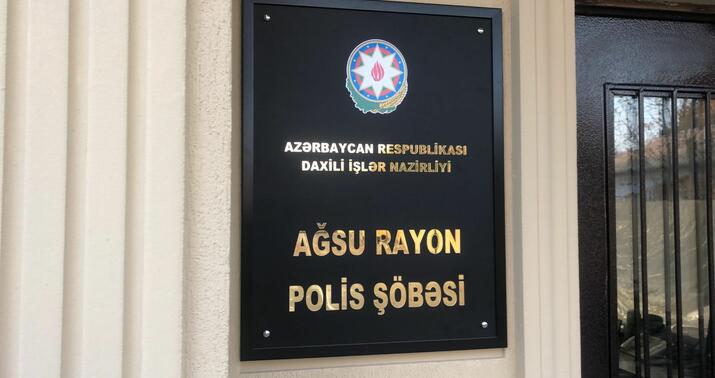 AZƏRBAYCAN RESPUBLİKASI
DAXİLİ İŞLƏR NAZİRLİYİ
AĞSU RAYON
POLİS ŞÖBƏSİ